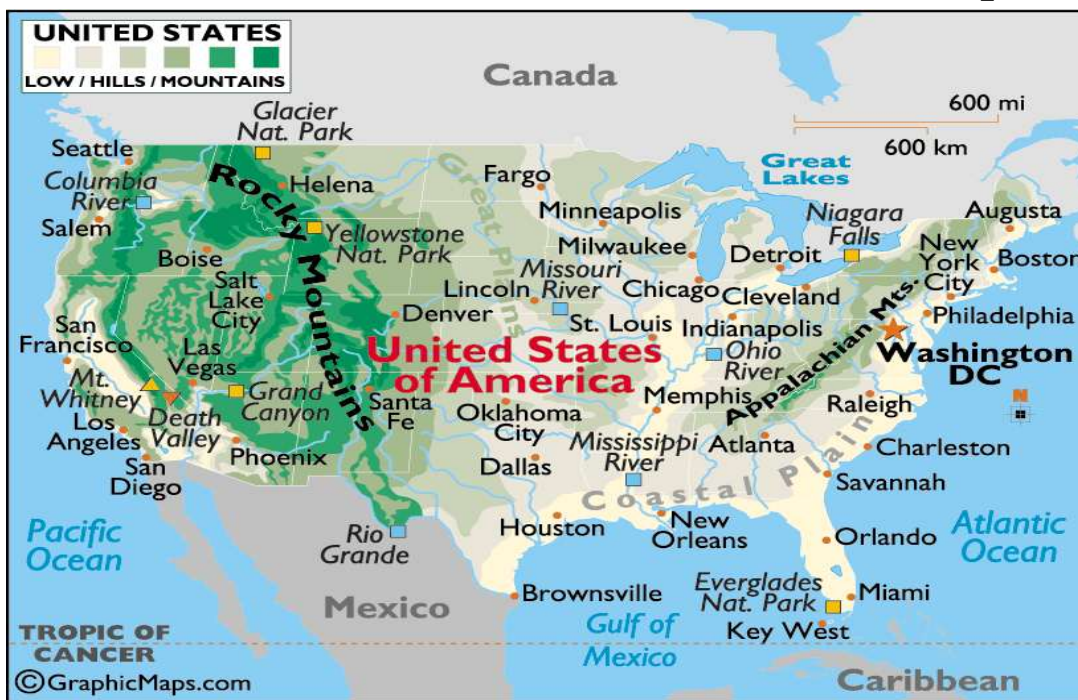 UNITED STATES
LOW / HILLS / MOUNTAINS
Canada
600 mi
600 km
Glacier
Nat. Park
Seattle
Columbia
River
Salem
Helena
Rocky Mountains
Yellowstone
Nat. Park
Boise
Salt
Lake
City
Great Plains
Fargo
Minneapolis
Milwaukee
Great
Lakes
Niagara
Falls
Augusta
Detroit
New
York
City
Boston
Missouri
River
Lincoln
Chicago
Cleveland
Philadelphia
Denver
St. Louis
Indianapolis
Ohio
River
Appalachian Mts.
Washington
DC
San
Francisco
Las
Vegas
United States
of America
Mt.
Whitney
Death
Valley
Grand
Canyon
Santa
Fe
Oklahoma
City
Memphis
Raleigh
N
Los
Angeles
Phoenix
Dallas
Mississippi
River
Atlanta
Charleston
San
Diego
Coastal Plain
Savannah
Pacific
Ocean
Rio
Grande
Houston
New
Orleans
Orlando
Atlantic
Ocean
Mexico
Brownsville
Everglades
Nat. Park
Miami
Gulf of
Mexico
Key West
TROPIC OF
CANCER
©GraphicMaps.com
Caribbean